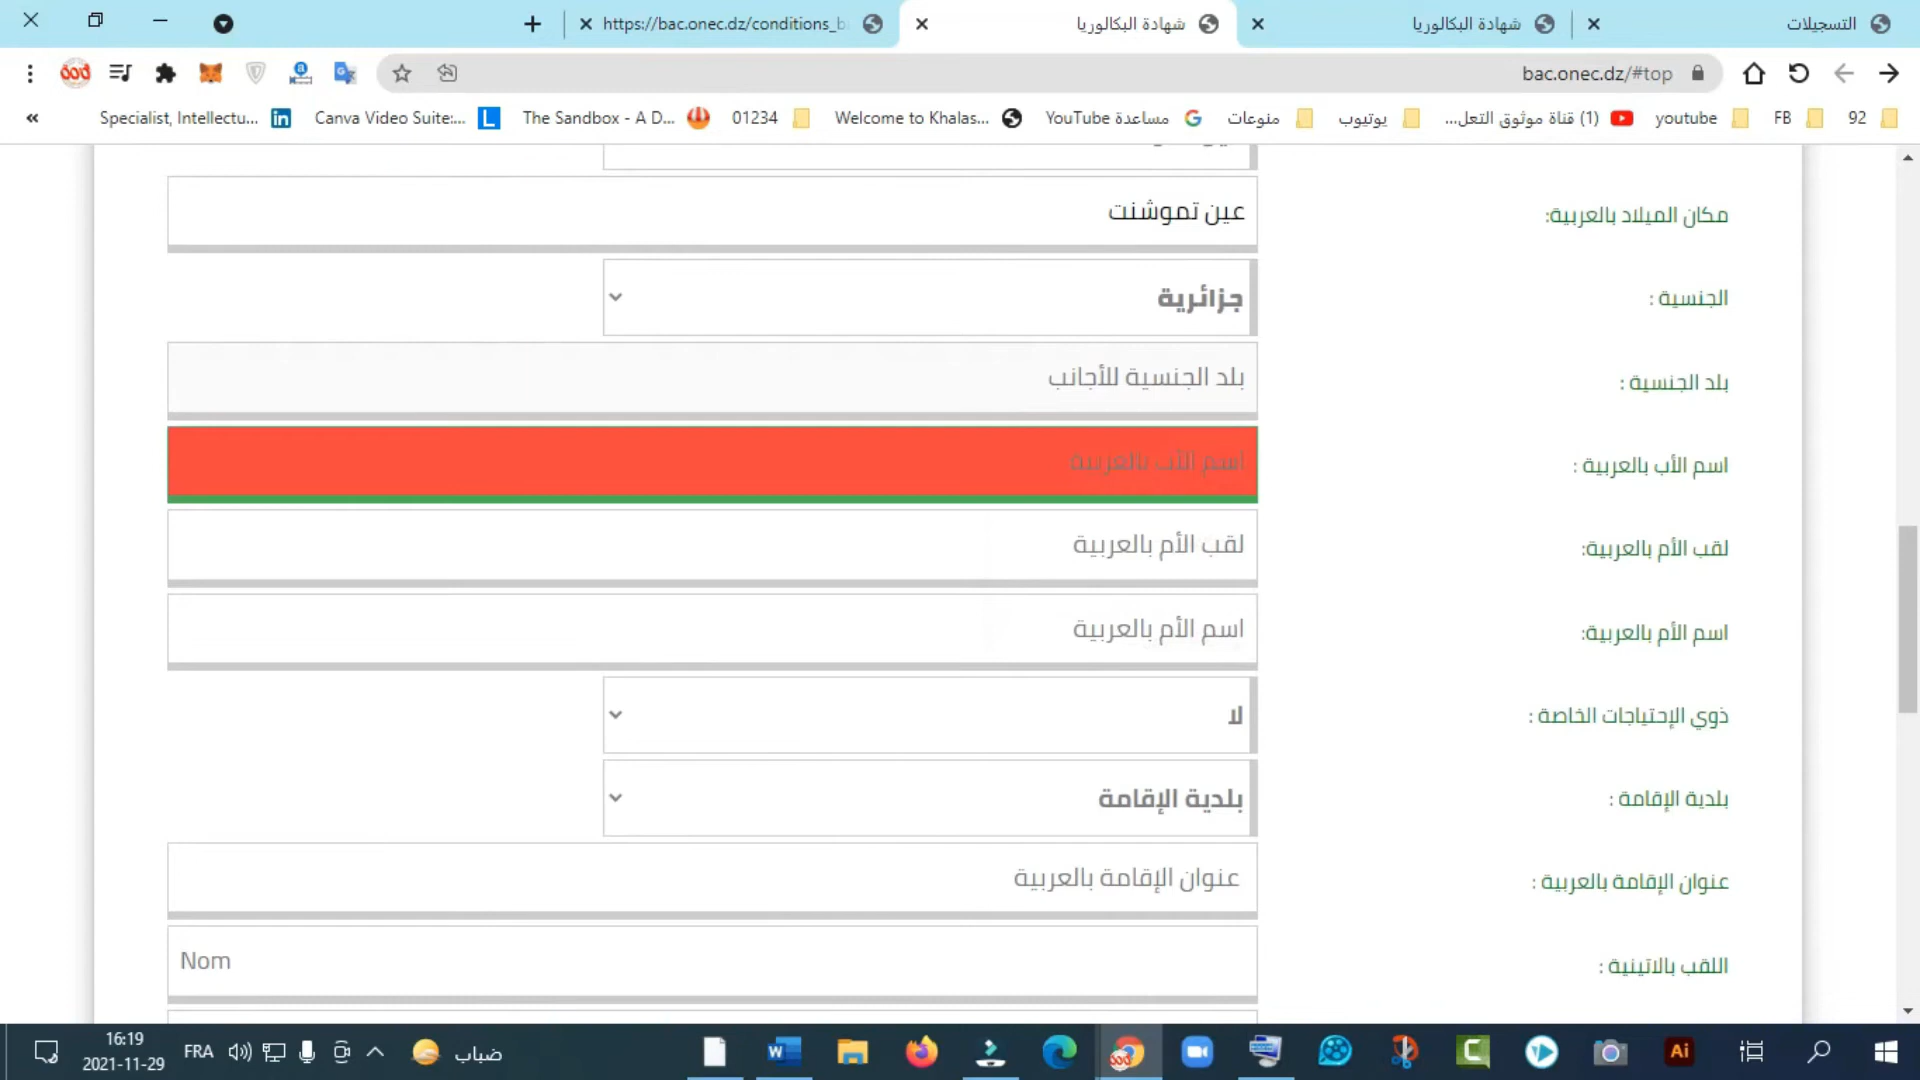 التسجيلات
شهادة البكالوريا
شهادة البكالوريا
https://bac.onec.dz/conditions_b
bac.onec.dz/#top
92
FB
youtube
(1) قناة موثوق التعل...
يوتيوب
منوعات
مساعدة YouTube
Welcome to Khalas...
01234
The Sandbox - A D...
Canva Video Suite:...
Specialist, Intellectu...
مكان الميلاد بالعربية:
عين تموشنت
الجنسية :
جزائرية
بلد الجنسية :
بلد الجنسية للأجانب
اسم الأب بالعربية :
اسم الأب بالعربية
لقب الأم بالعربية:
لقب الأم بالعربية
اسم الأم بالعربية:
اسم الأم بالعربية
ذوي الإحتياجات الخاصة :
لا
بلدية الإقامة :
بلدية الإقامة
عنوان الإقامة بالعربية :
عنوان الإقامة بالعربية
اللقب بالاتينية :
Nom
16:19
2021-11-29
FRA
ضباب